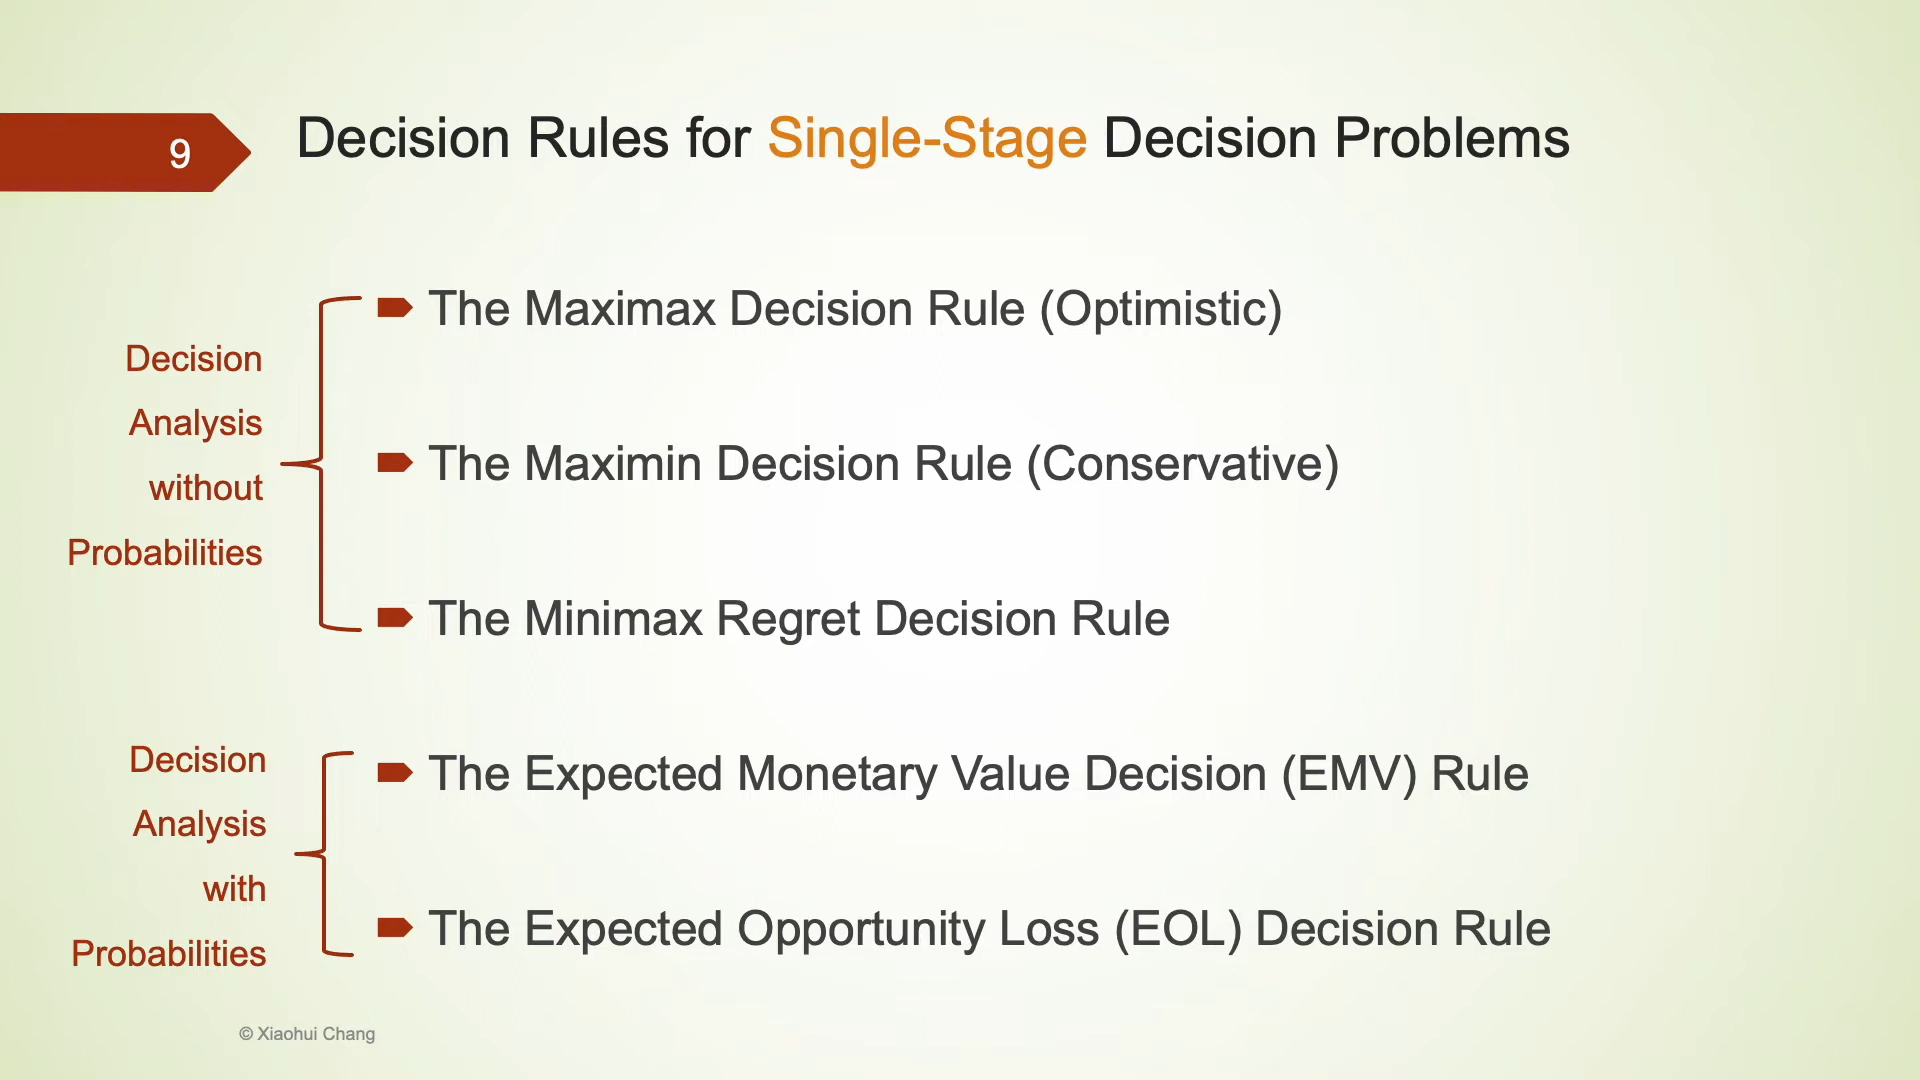 9
Decision Rules for Single-Stage Decision Problems
Decision
Analysis
without
Probabilities
The Maximax Decision Rule (Optimistic)
The Maximin Decision Rule (Conservative)
The Minimax Regret Decision Rule
Decision
Analysis
with
Probabilities
The Expected Monetary Value Decision (EMV) Rule
The Expected Opportunity Loss (EOL) Decision Rule
© Xiaohui Chang